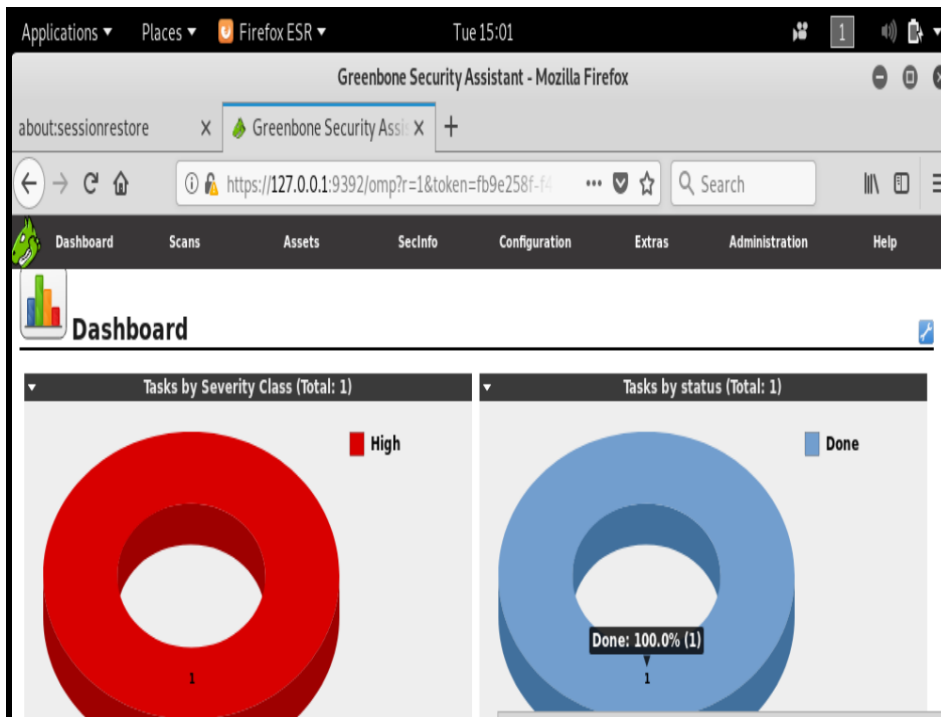 Applications Places Firefox ESR Tue 15:01 1
Greenbone Security Assistant - Mozilla Firefox
about:sessionrestore Greenbone Security Assis
https://127.0.0.1:9392/omp?r=1&token=fb9e258f-f4 Search
Dashboard Scans Assets SecInfo Configuration Extras Administration Help
Dashboard
Tasks by Severity Class (Total: 1) Tasks by status (Total: 1)
High Done
Done: 100.0% (1)
1 1